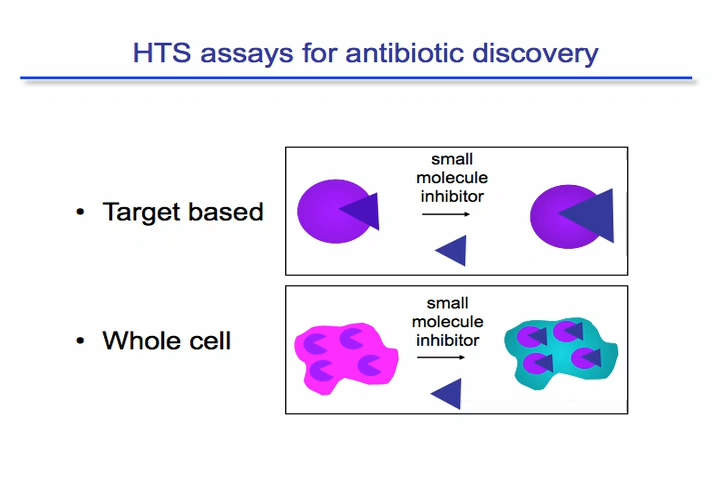 HTS assays for antibiotic discovery
• Target based
small
molecule
inhibitor
• Whole cell
small
molecule
inhibitor